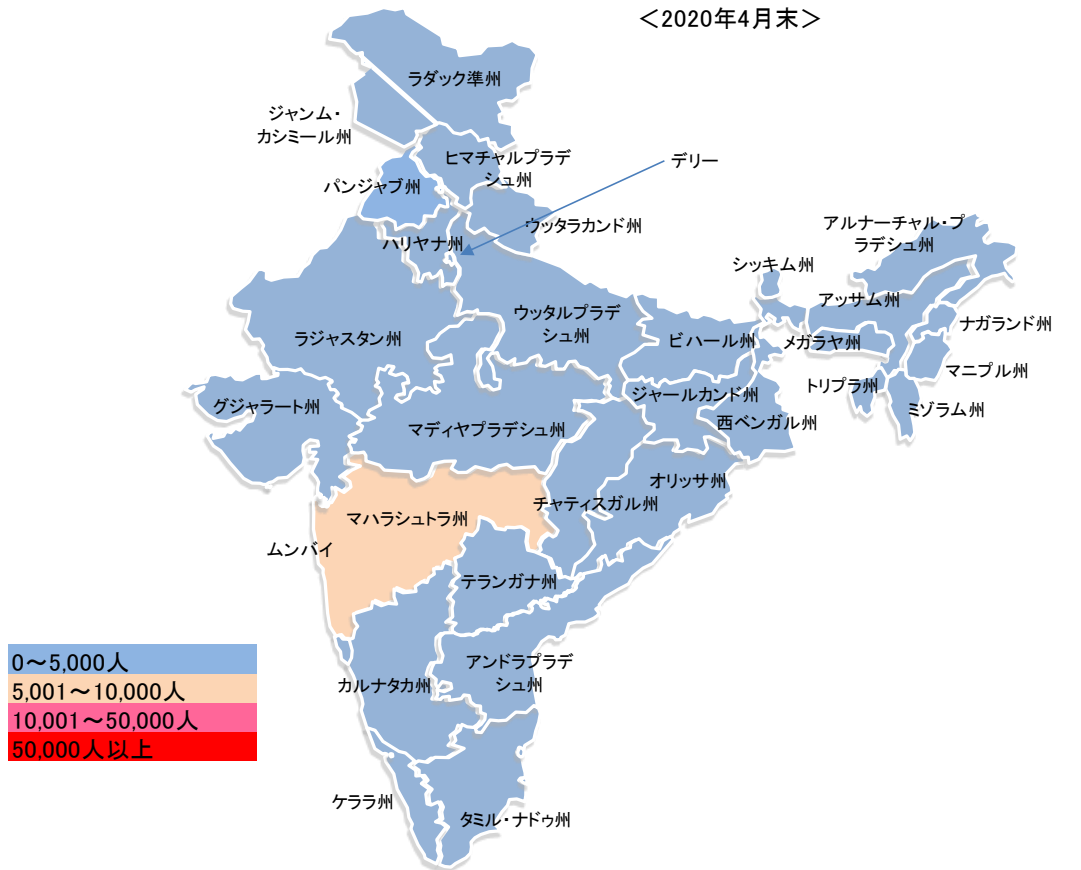 ＜2020年4月末＞
ラダック準州
ジャンム・
カシミール州
ヒマチャルプラデ
シュ州
デリー
パンジャブ州
ウッタラカンド州
アルナーチャル・プ
ラデシュ州
ハリヤナ州
シッキム州
アッサム州
ナガランド州
ウッタルプラデ
シュ州
ラジャスタン州
ビハール州
メガラヤ州
マニプル州
トリプラ州
ミゾラム州
ジャールカンド州
グジャラート州
西ベンガル州
マディヤプラデシュ州
オリッサ州
チャティスガル州
マハラシュトラ州
ムンバイ
テランガナ州
アンドラプラデ
シュ州
カルナタカ州
0～5,000人
5,001～10,000人
10,001～50,000人
50,000人以上
ケララ州
タミル・ナドゥ州